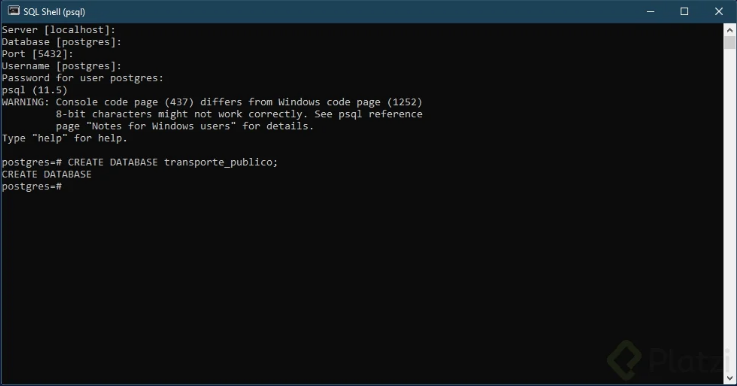 SQL Shell (psql)
Server [localhost]:
Database [postgres]:
Port [5432]:
Username [postgres]:
Password for user postgres:
psql (11.5)
WARNING: Console code page (437) differs from Windows code page (1252)
         8-bit characters might not work correctly. See psql reference
         page "Notes for Windows users" for details.
Type "help" for help.

postgres=# CREATE DATABASE transporte_publico;
CREATE DATABASE
postgres=#
Platzi